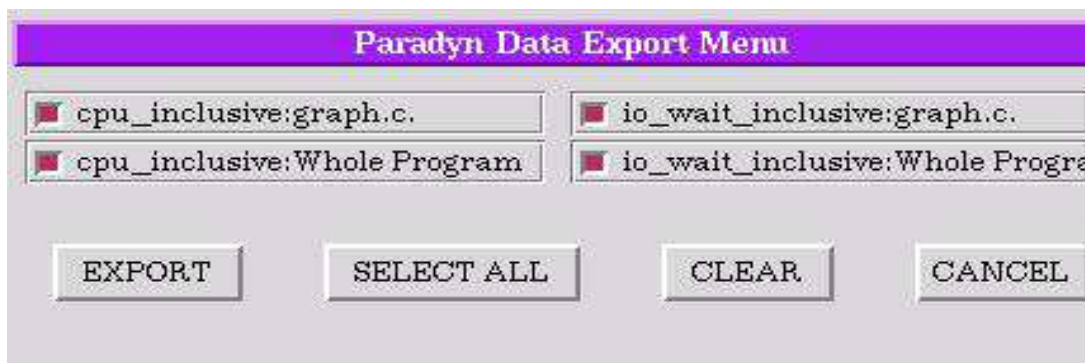 Paradyn Data Export Menu
cpu_inclusive:graph.c. io_wait_inclusive:graph.c.
cpu_inclusive:Whole Program io_wait_inclusive:Whole Progra
EXPORT SELECT ALL CLEAR CANCEL